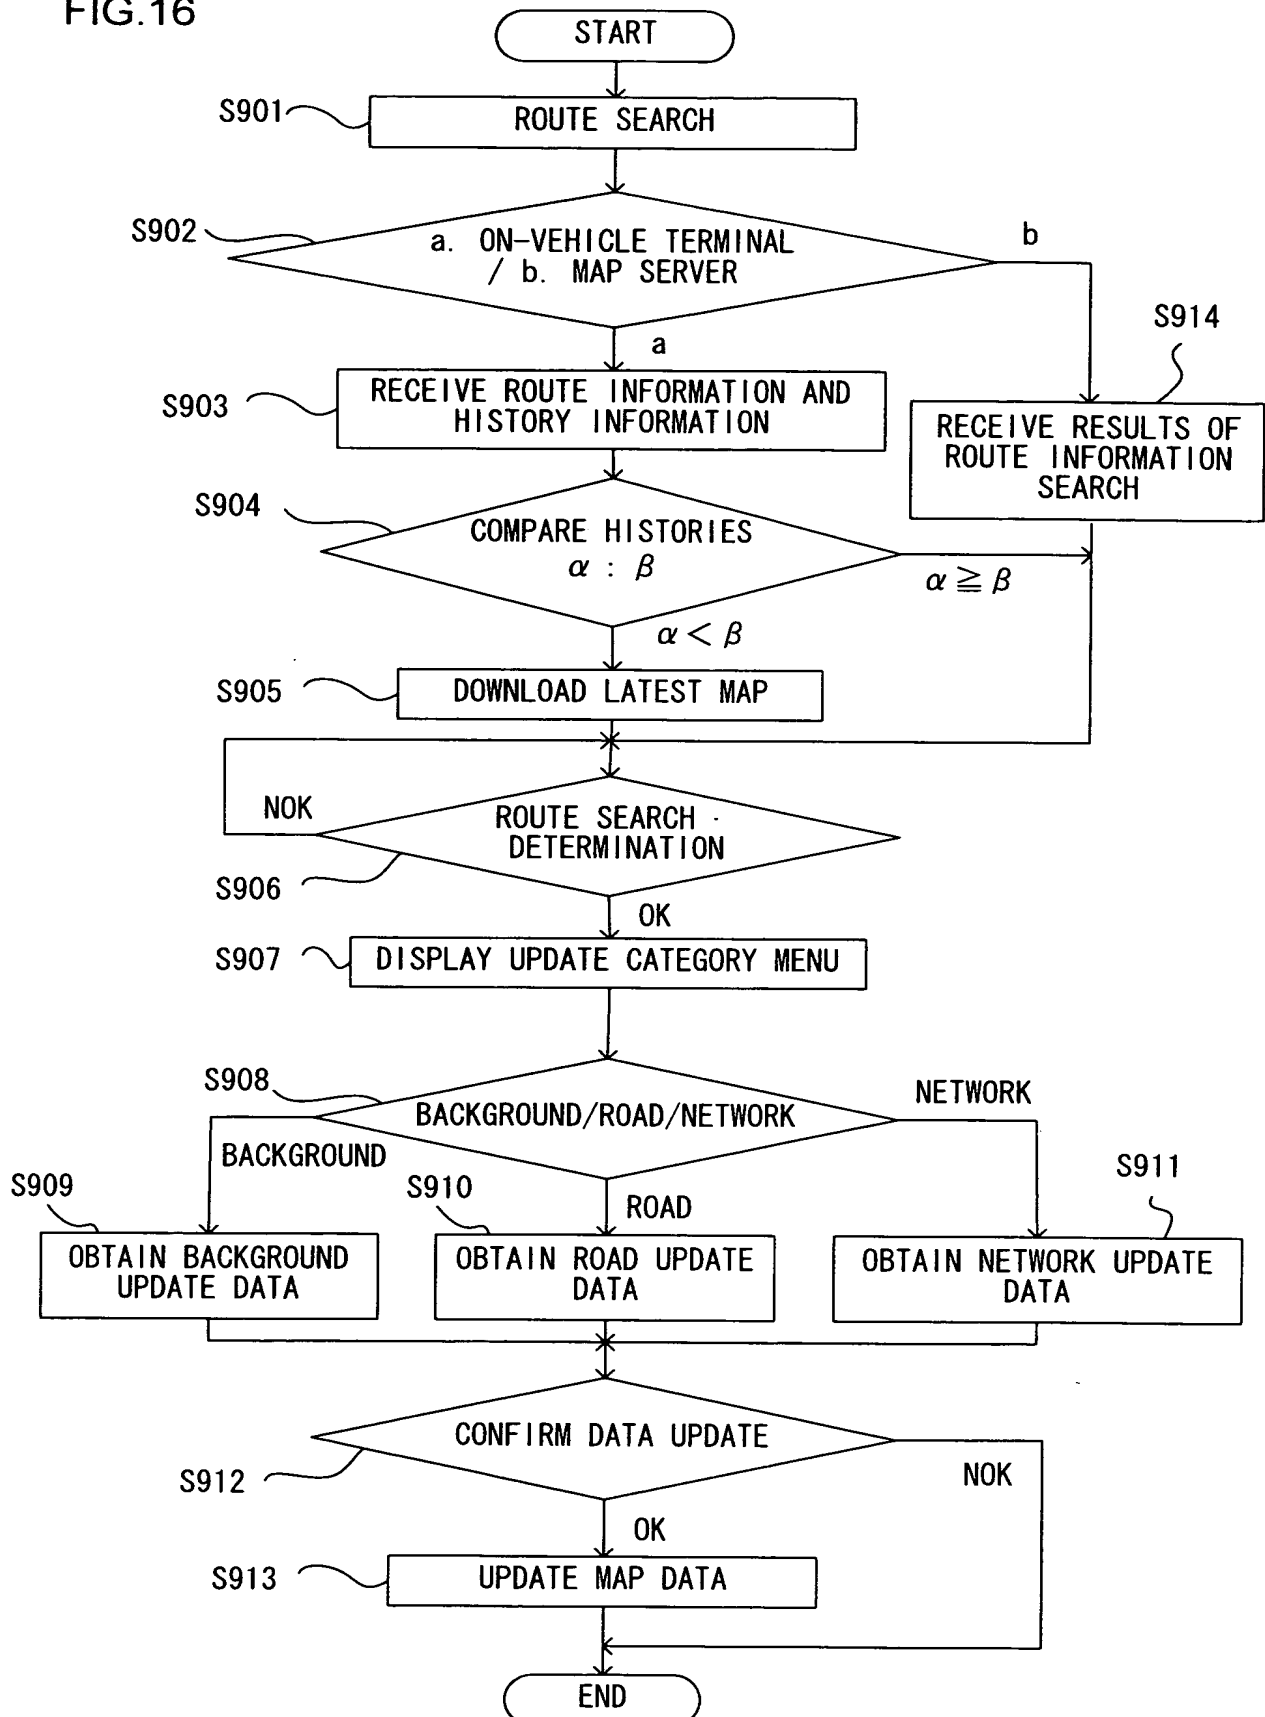 FIG.16
START
S901
ROUTE SEARCH
S902
a. ON-VEHICLE TERMINAL
/ b. MAP SERVER
b
a
S914
S903
RECEIVE ROUTE INFORMATION AND
HISTORY INFORMATION
RECEIVE RESULTS OF
ROUTE INFORMATION
SEARCH
S904
COMPARE HISTORIES
α : β
α ≧ β
α < β
S905
DOWNLOAD LATEST MAP
NOK
ROUTE SEARCH
DETERMINATION
S906
OK
S907
DISPLAY UPDATE CATEGORY MENU
S908
BACKGROUND/ROAD/NETWORK
NETWORK
BACKGROUND
S909
S910
ROAD
S911
OBTAIN BACKGROUND
UPDATE DATA
OBTAIN ROAD UPDATE
DATA
OBTAIN NETWORK UPDATE
DATA
CONFIRM DATA UPDATE
S912
NOK
OK
S913
UPDATE MAP DATA
END